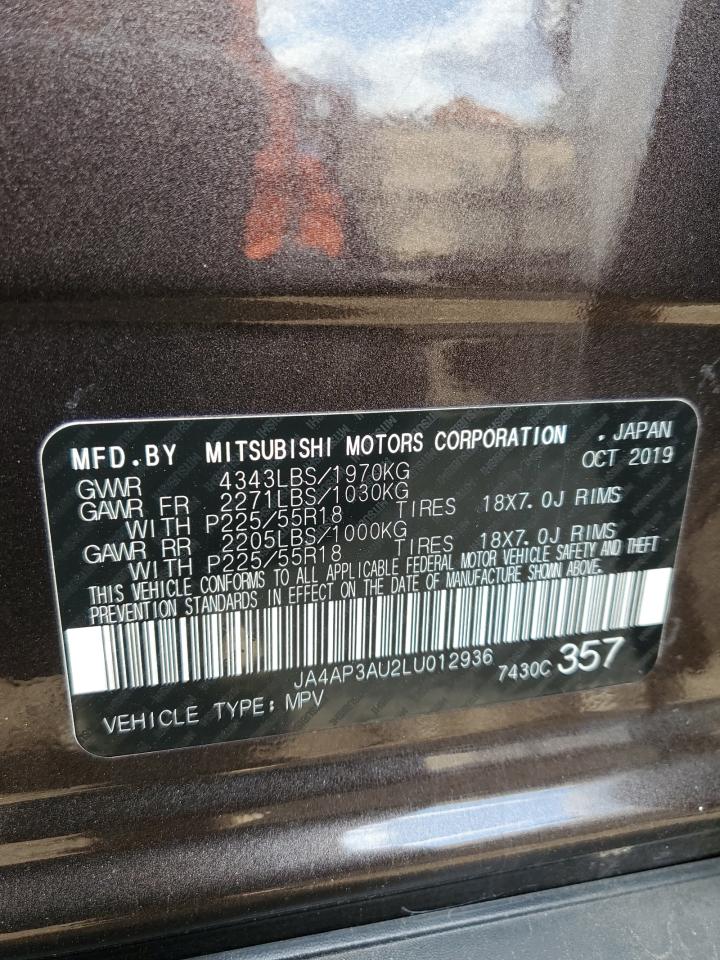 MFD.BY MITSUBISHI MOTORS CORPORATION . JAPAN
GVWR 4343LBS/1970KG OCT 2019
GAWR FR 2271LBS/1030KG
WITH P225/55R18 TIRES 18X7.0J RIMS
GAWR RR 2205LBS/1000KG
WITH P225/55R18 TIRES 18X7.0J RIMS
THIS VEHICLE CONFORMS TO ALL APPLICABLE FEDERAL MOTOR VEHICLE SAFETY AND THEFT
PREVENTION STANDARDS IN EFFECT ON THE DATE OF MANUFACTURE SHOWN ABOVE.
JA4AP3AU2LU012936 7430C 357
VEHICLE TYPE: MPV